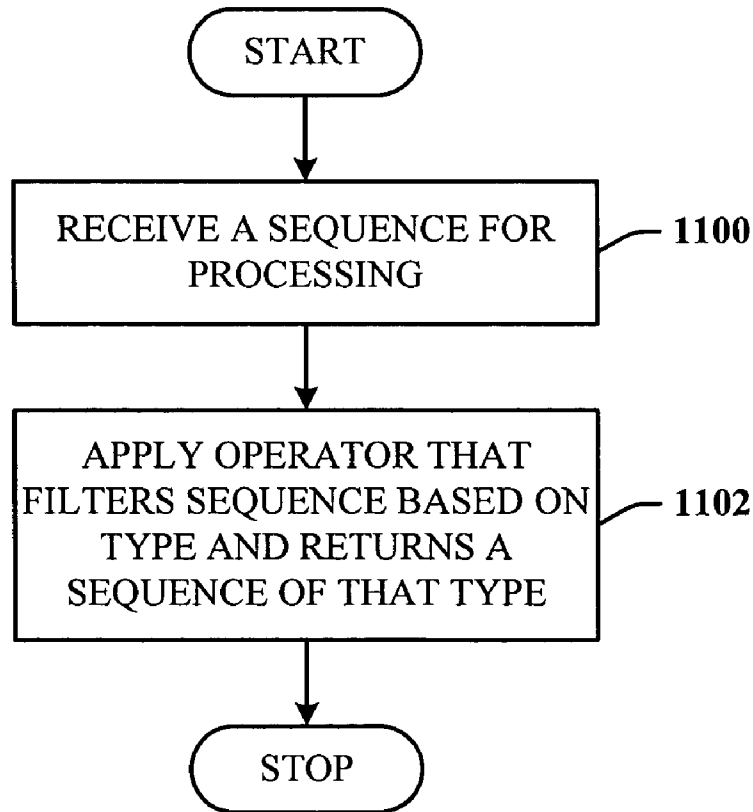 START
RECEIVE A SEQUENCE FOR
PROCESSING
1100
APPLY OPERATOR THAT
FILTERS SEQUENCE BASED ON
TYPE AND RETURNS A
SEQUENCE OF THAT TYPE
1102
STOP